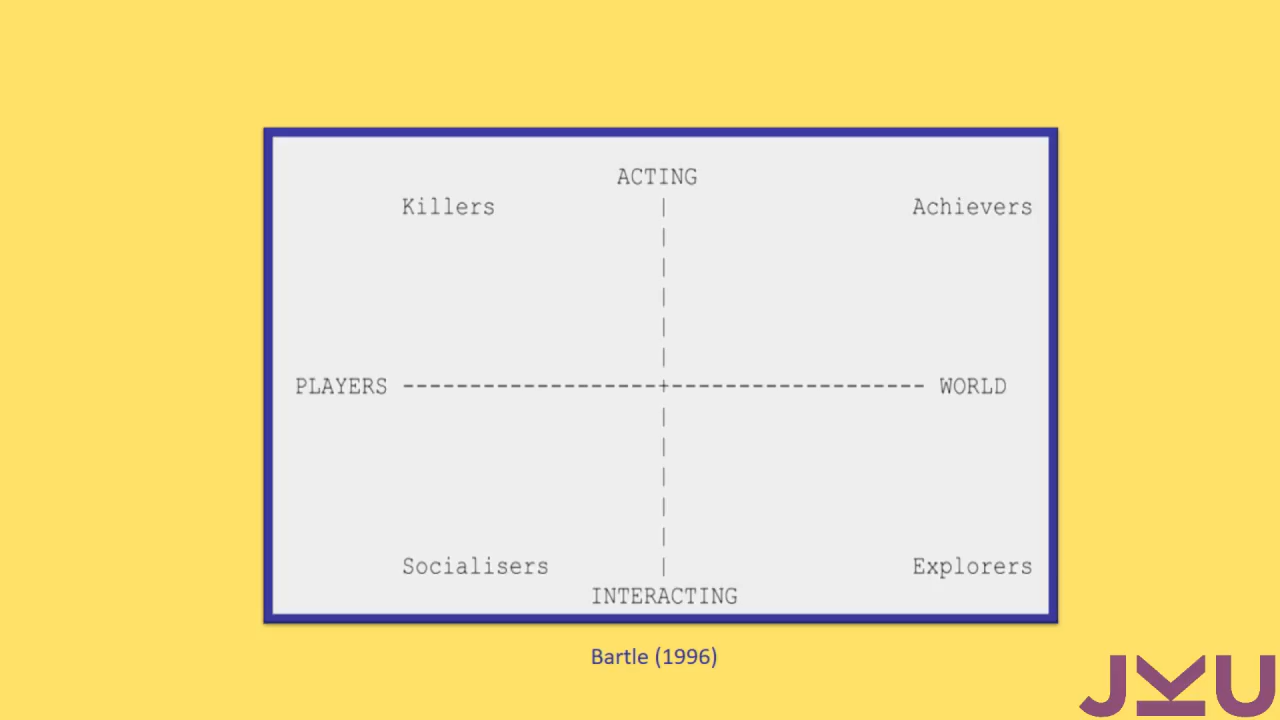 ACTING
Killers Achievers
PLAYERS -------------------+------------------- WORLD
Socialisers Explorers
INTERACTING
Bartle (1996)
JKU